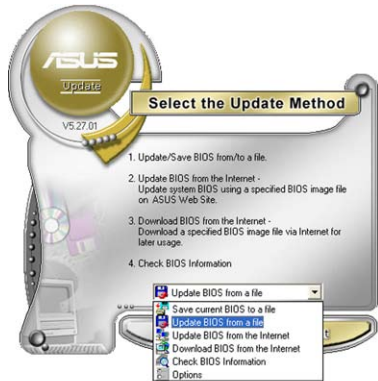 ASUS
Update
V5.27.01
Select the Update Method
1. Update/Save BIOS from/to a file.
2. Update BIOS from the Internet -
Update system BIOS using a specified BIOS image file
on ASUS Web Site.
3. Download BIOS from the Internet -
Download a specified BIOS image file via Internet for
later usage.
4. Check BIOS Information
Update BIOS from a file
Save current BIOS to a file
Update BIOS from a file
Update BIOS from the Internet
Download BIOS from the Internet
Check BIOS Information
Options